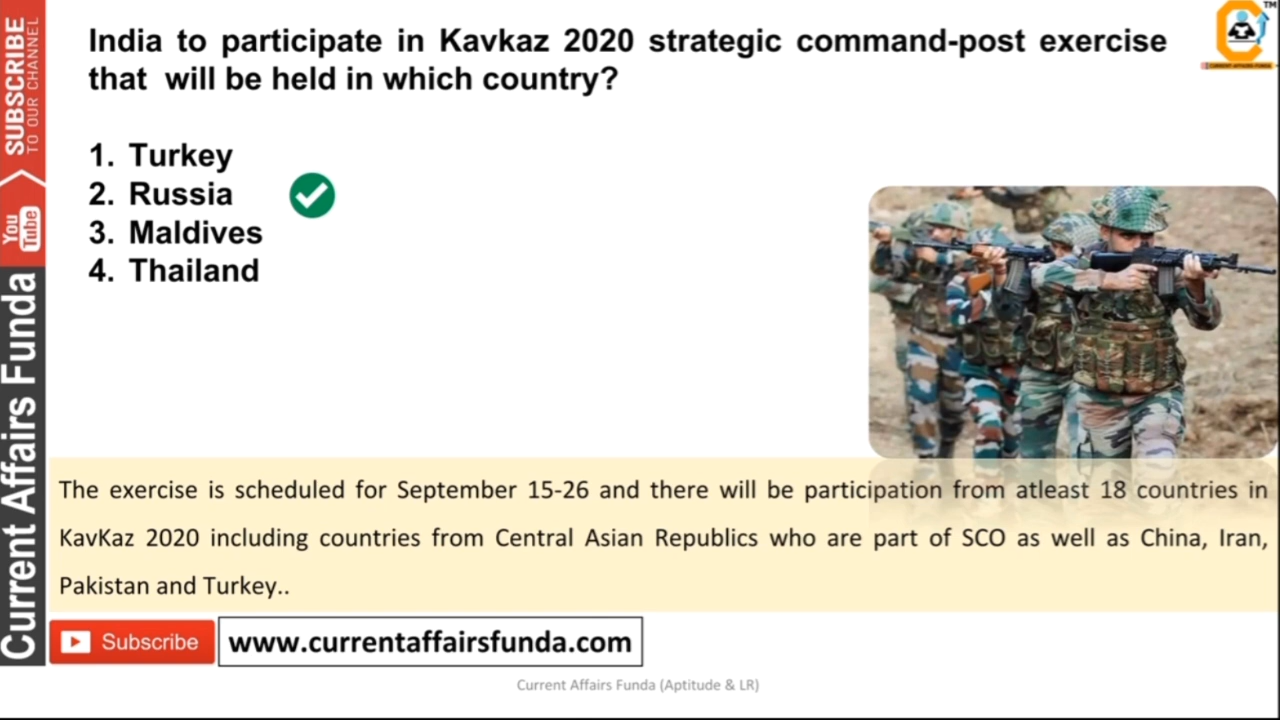 India to participate in Kavkaz 2020 strategic command-post exercise
that will be held in which country?
1. Turkey
2. Russia
3. Maldives
4. Thailand
The exercise is scheduled for September 15-26 and there will be participation from atleast 18 countries in
KavKaz 2020 including countries from Central Asian Republics who are part of SCO as well as China, Iran,
Pakistan and Turkey..
Subscribe
www.currentaffairsfunda.com
Current Affairs Funda (Aptitude & LR)
SUBSCRIBE
TO OUR CHANNEL
You
Tube
Current Affairs Funda
TM
CURRENT AFFAIRS FUNDA